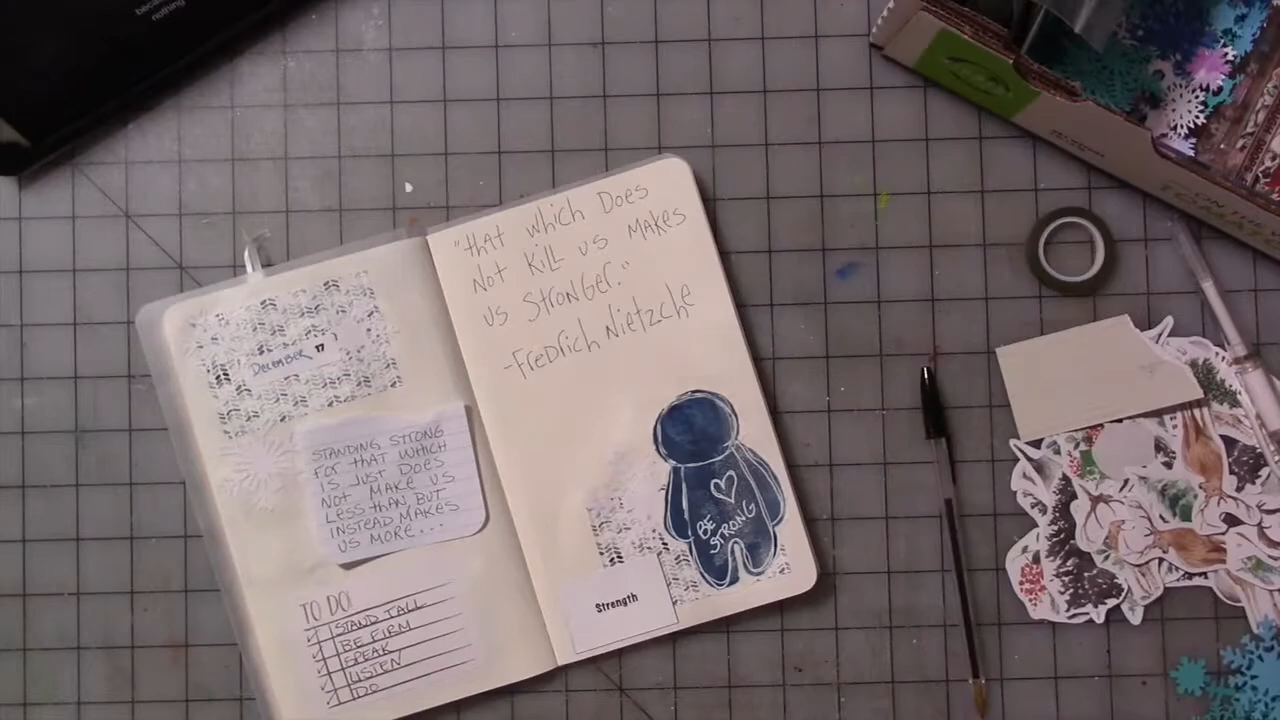 nothing
December 17
STANDING STRONG
FOR THAT WHICH
IS JUST DOES
NOT MAKE US
LESS THAN, BUT
INSTEAD MAKES
US MORE...
TO DO!
STAND TALL
BE FIRM
SPEAK
LISTEN
DO
"that which Does
Not Kill us Makes
us Stronger."
-Fredrich Nietzche
BE
STRONG
Strength